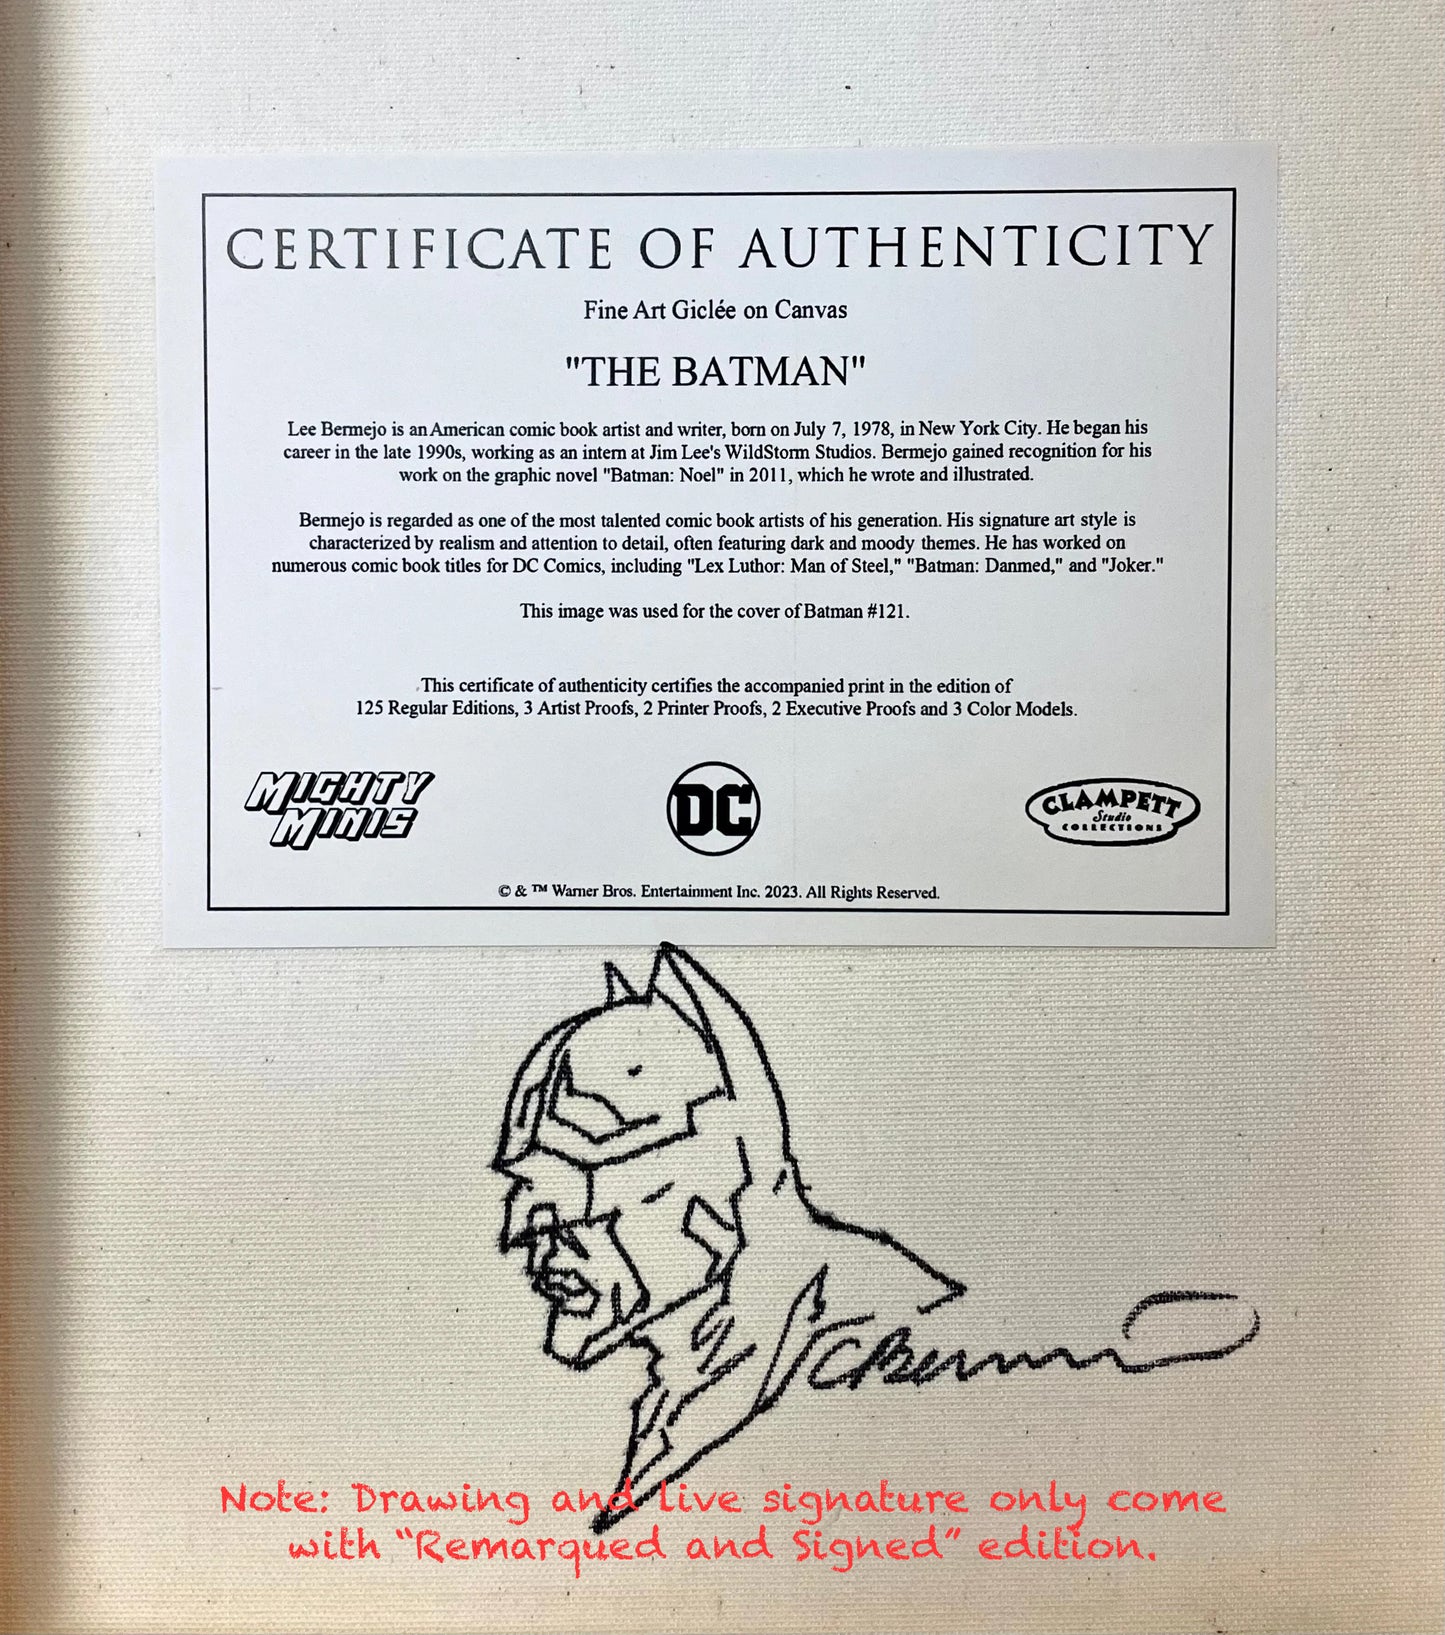 CERTIFICATE OF AUTHENTICITY
Fine Art Giclée on Canvas
"THE BATMAN"
Lee Bermejo is an American comic book artist and writer, born on July 7, 1978, in New York City. He began his
career in the late 1990s, working as an intern at Jim Lee's WildStorm Studios. Bermejo gained recognition for his
work on the graphic novel "Batman: Noel" in 2011, which he wrote and illustrated.
Bermejo is regarded as one of the most talented comic book artists of his generation. His signature art style is
characterized by realism and attention to detail, often featuring dark and moody themes. He has worked on
numerous comic book titles for DC Comics, including "Lex Luthor: Man of Steel," "Batman: Danmed," and "Joker."
This image was used for the cover of Batman #121.
This certificate of authenticity certifies the accompanied print in the edition of
125 Regular Editions, 3 Artist Proofs, 2 Printer Proofs, 2 Executive Proofs and 3 Color Models.
MIGHTY
MINIS
DC
CLAMPETT
Studio
COLLECTIONS
© & ™ Warner Bros. Entertainment Inc. 2023. All Rights Reserved.
Note: Drawing and live signature only come
with “Remarqued and Signed” edition.